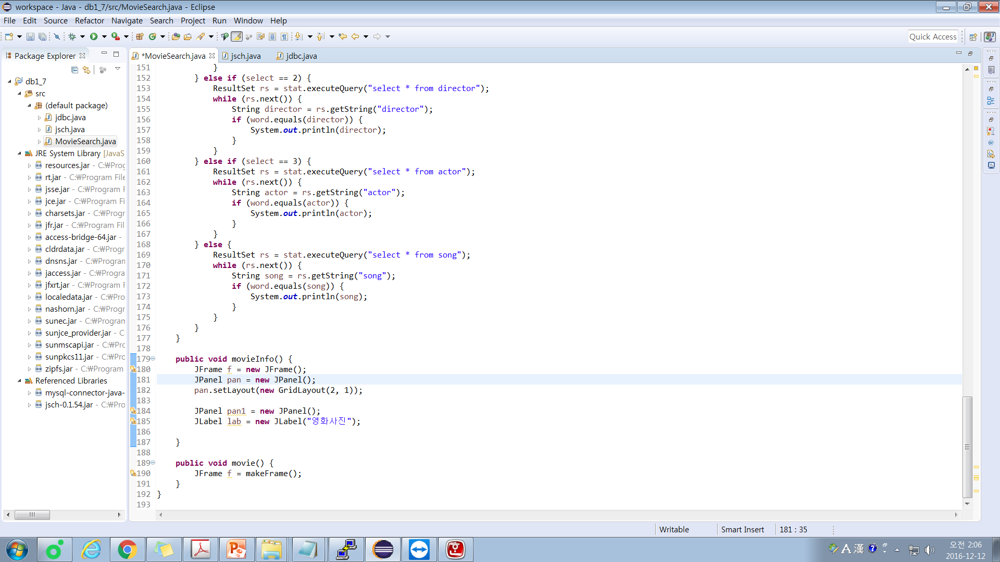 workspace - Java - db1_7/src/MovieSearch.java - Eclipse
File Edit Source Refactor Navigate Search Project Run Window Help
Quick Access
Package Explorer
*MovieSearch.java jsch.java jdbc.java
db1_7
src
(default package)
jdbc.java
jsch.java
MovieSearch.java
JRE System Library [JavaS
resources.jar - C:₩Prog
rt.jar - C:₩Program File
jsse.jar - C:₩Program F
jce.jar - C:₩Program Fi
charsets.jar - C:₩Progr
jfr.jar - C:₩Program Fil
access-bridge-64.jar -
cldrdata.jar - C:₩Progr
dnsns.jar - C:₩Program
jaccess.jar - C:₩Progra
jfxrt.jar - C:₩Program F
localedata.jar - C:₩Pro
nashorn.jar - C:₩Progr
sunec.jar - C:₩Program
sunjce_provider.jar - C
sunmscapi.jar - C:₩Prc
sunpkcs11.jar - C:₩Prc
zipfs.jar - C:₩Program
Referenced Libraries
mysql-connector-java-
jsch-0.1.54.jar - C:₩Pro
151 }
152 } else if (select == 2) {
153 ResultSet rs = stat.executeQuery("select * from director");
154 while (rs.next()) {
155 String director = rs.getString("director");
156 if (word.equals(director)) {
157 System.out.println(director);
158 }
159 }
160 } else if (select == 3) {
161 ResultSet rs = stat.executeQuery("select * from actor");
162 while (rs.next()) {
163 String actor = rs.getString("actor");
164 if (word.equals(actor)) {
165 System.out.println(actor);
166 }
167 }
168 } else {
169 ResultSet rs = stat.executeQuery("select * from song");
170 while (rs.next()) {
171 String song = rs.getString("song");
172 if (word.equals(song)) {
173 System.out.println(song);
174 }
175 }
176 }
177 }
178
179 public void movieInfo() {
180 JFrame f = new JFrame();
181 JPanel pan = new JPanel();
182 pan.setLayout(new GridLayout(2, 1));
183
184 JPanel pan1 = new JPanel();
185 JLabel lab = new JLabel("영화사진");
186
187 }
188
189 public void movie() {
190 JFrame f = makeFrame();
191 }
192 }
193
Writable Smart Insert 181 : 35
A 漢
오전 2:06
2016-12-12